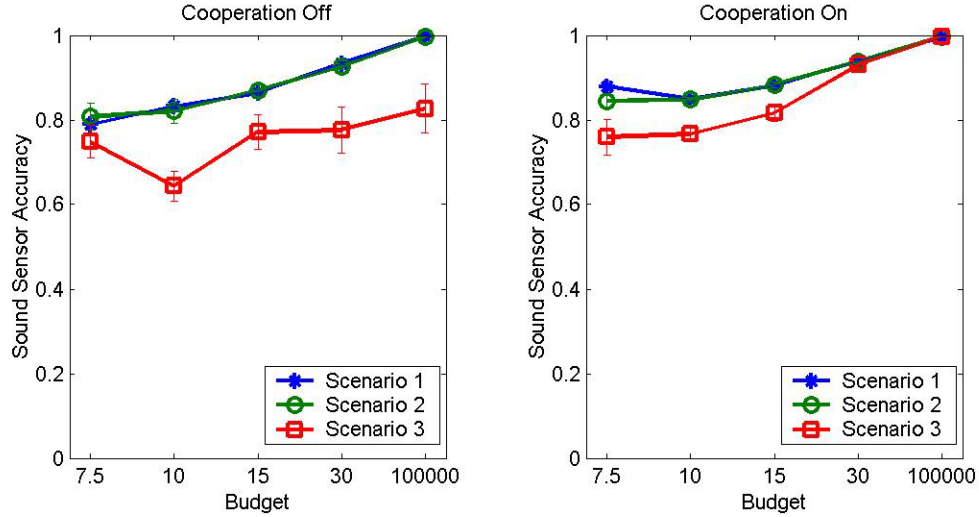 Cooperation Off
Sound Sensor Accuracy
1
0.8
0.6
0.4
0.2
0
7.5 10 15 30 100000
Budget
Scenario 1
Scenario 2
Scenario 3
Cooperation On
Sound Sensor Accuracy
1
0.8
0.6
0.4
0.2
0
7.5 10 15 30 100000
Budget
Scenario 1
Scenario 2
Scenario 3